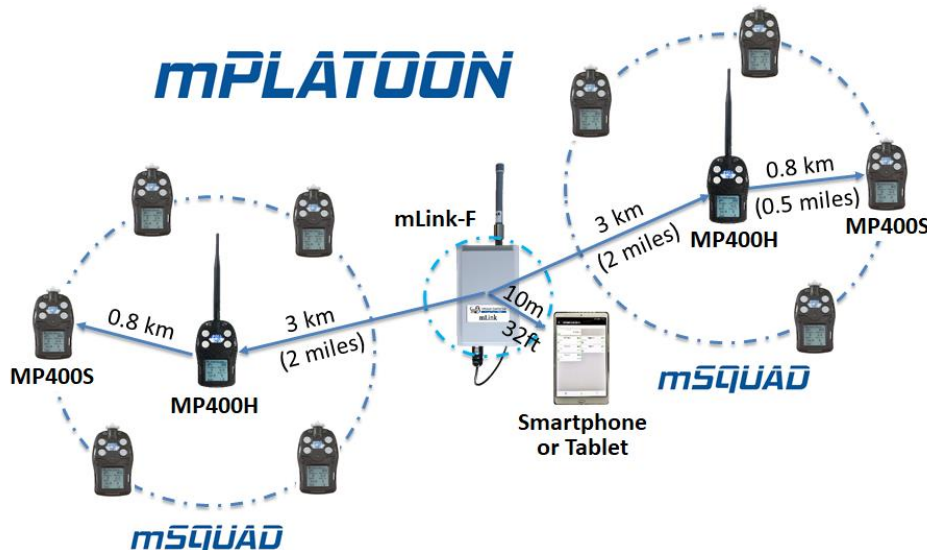 mPLATOON
mLink-F
3 km
(2 miles)
MP400H
0.8 km
(0.5 miles)
MP400S
10m
32ft
mLink
Smartphone
or Tablet
mSQUAD
3 km
(2 miles)
MP400H
0.8 km
MP400S
mSQUAD